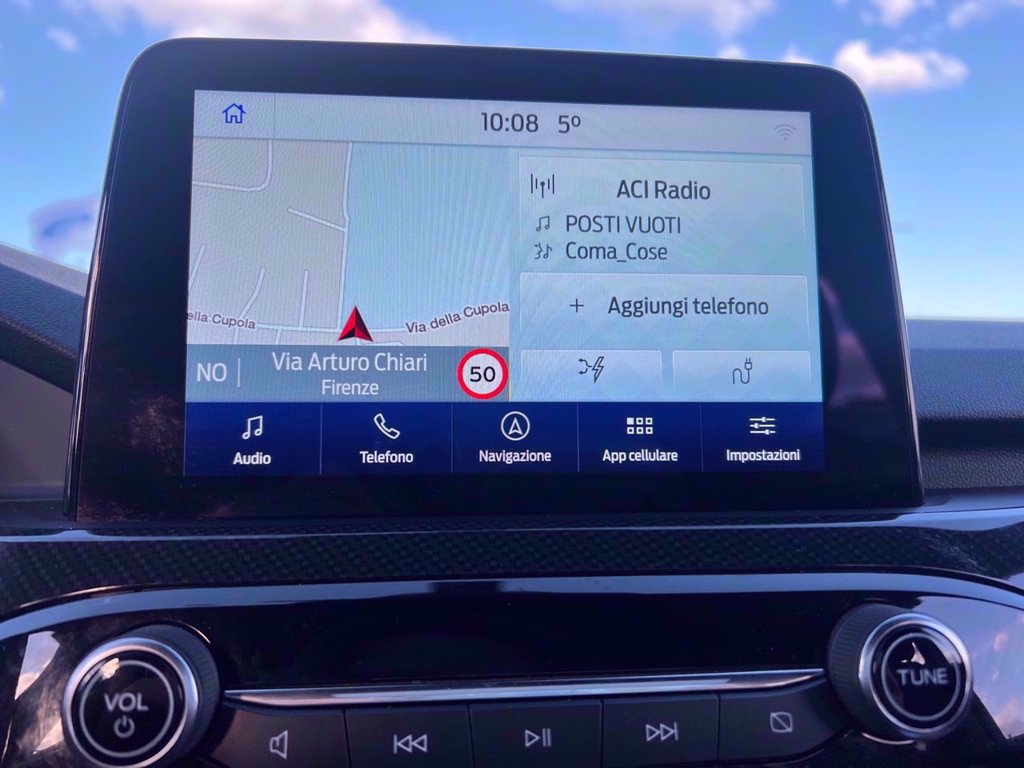 10:08 5º
ACI Radio
POSTI VUOTI
Coma_Cose
+ Aggiungi telefono
ella Cupola
Via della Cupola
NO
Via Arturo Chiari
Firenze
50
Audio
Telefono
Navigazione
App cellulare
Impostazioni
VOL
TUNE